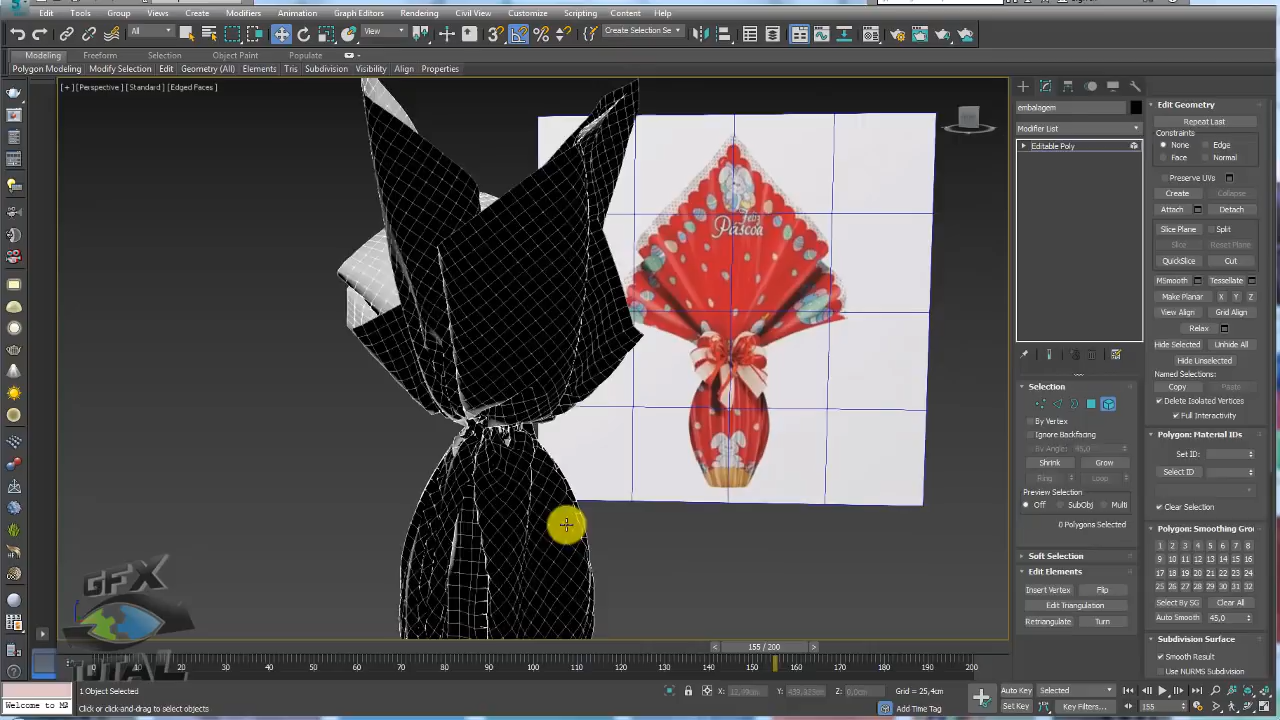 Edit Tools Group Views Create Modifiers Animation Graph Editors Rendering Civil View Customize Scripting Content Help
All View Create Selection Se
Modeling Freeform Selection Object Paint Populate
Polygon Modeling Modify Selection Edit Geometry (All) Elements Tris Subdivision Visibility Align Properties
[+] [Perspective] [Standard] [Edged Faces]
Feliz
Páscoa
embalagem
Modifier List
Editable Poly
Selection
By Vertex
Ignore Backfacing
By Angle: 45,0
Shrink Grow
Ring Loop
Preview Selection
Off SubObj Multi
0 Polygons Selected
Soft Selection
Edit Elements
Insert Vertex Flip
Edit Triangulation
Retriangulate Turn
Edit Geometry
Repeat Last
Constraints
None Edge
Face Normal
Preserve UVs
Create Collapse
Attach Detach
Slice Plane Split
Slice Reset Plane
QuickSlice Cut
MSmooth Tessellate
Make Planar X Y Z
View Align Grid Align
Relax
Hide Selected Unhide All
Hide Unselected
Named Selections:
Copy Paste
Delete Isolated Vertices
Full Interactivity
Polygon: Material IDs
Set ID:
Select ID
Clear Selection
Polygon: Smoothing Gro
1 2 3 4 5 6 7 8
9 10 11 12 13 14 15 16
17 18 19 20 21 22 23 24
25 26 27 28 29 30 31 32
Select By SG Clear All
Auto Smooth 45,0
Subdivision Surface
Smooth Result
Use NURMS Subdivision
GFX
TOTAL
< 155 / 200 >
30 40 50 60 70 80 90 100 110 120 130 140 150 160 170 180 190 200
1 Object Selected
Click or click-and-drag to select objects
Welcome to M
X: Y: Z: 0,0cm Grid = 25,4cm
Add Time Tag
Auto Key Selected
Set Key Key Filters...
155